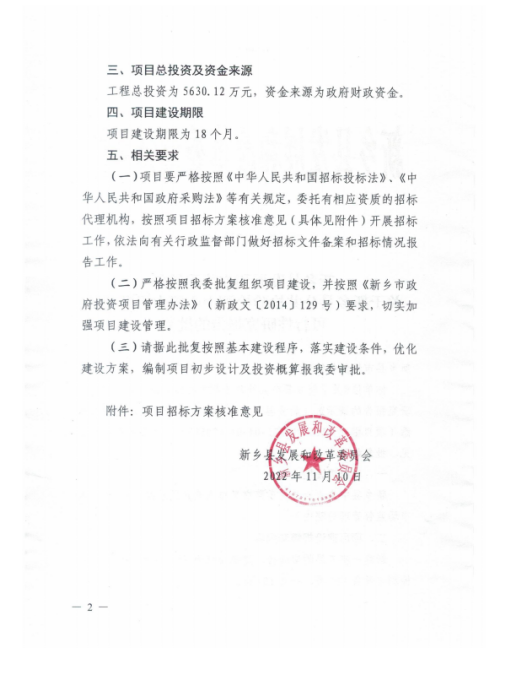 三、项目总投资及资金来源
工程总投资为 5630.12 万元，资金来源为政府财政资金。
四、项目建设期限
项目建设期限为 18 个月。
五、相关要求
（一）项目要严格按照《中华人民共和国招标投标法》、《中
华人民共和国政府采购法》等有关规定，委托有相应资质的招标
代理机构，按照项目招标方案核准意见（具体见附件）开展招标
工作，依法向有关行政监督部门做好招标文件备案和招标情况报
告工作。
（二）严格按照我委批复组织项目建设，并按照《新乡市政
府投资项目管理办法》（新政文〔2014〕129 号）要求，切实加
强项目建设管理。
（三）请据此批复按照基本建设程序，落实建设条件，优化
建设方案，编制项目初步设计及投资概算报我委审批。
附件：项目招标方案核准意见
新乡县发展和改革委员会
2022 年 11 月 10 日
新乡县发展和改革委员会
— 2 —